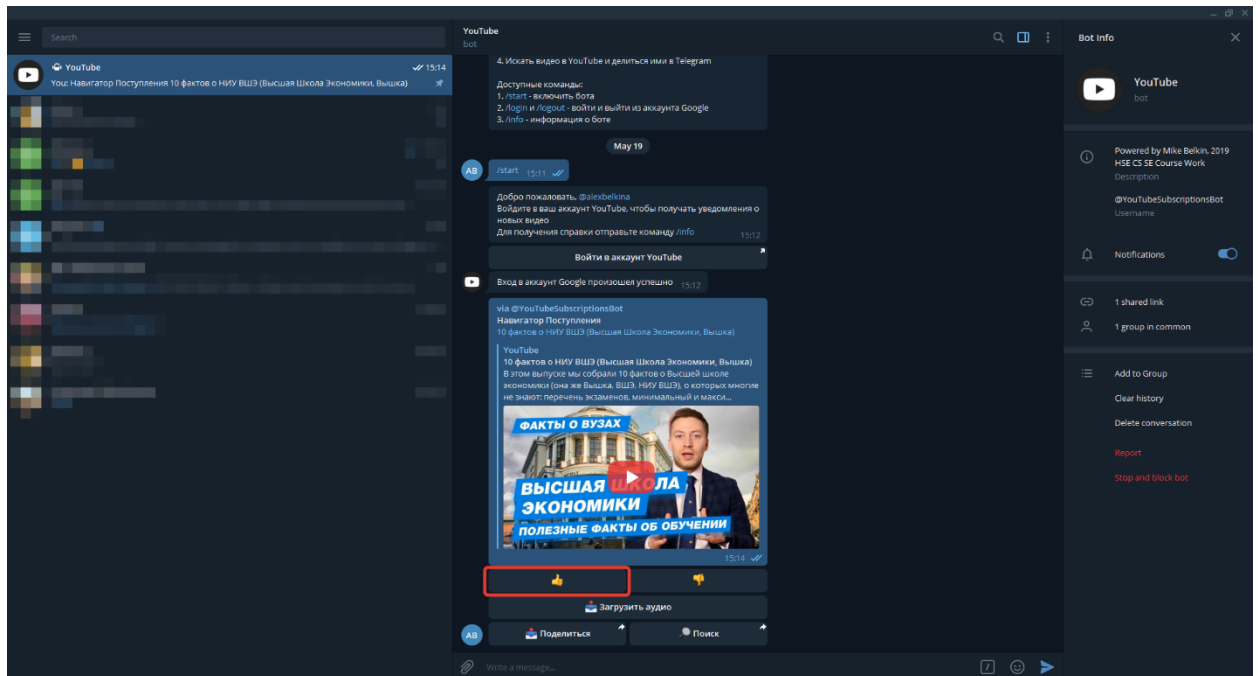 Search
YouTube
15:14
You: Навигатор Поступления 10 фактов о НИУ ВШЭ (Высшая Школа Экономики, Вышка)
YouTube
bot
4. Искать видео в YouTube и делиться ими в Telegram
Доступные команды:
1. /start - включить бота
2. /login и /logout - войти и выйти из аккаунта Google
3. /info - информация о боте
May 19
AB
/start 15:11
Добро пожаловать, @alexbelkina
Войдите в ваш аккаунт YouTube, чтобы получать уведомления о
новых видео
Для получения справки отправьте команду /info
15:12
Войти в аккаунт YouTube
Вход в аккаунт Google произошел успешно 15:12
via @YouTubeSubscriptionsBot
Навигатор Поступления
10 фактов о НИУ ВШЭ (Высшая Школа Экономики, Вышка)
YouTube
10 фактов о НИУ ВШЭ (Высшая Школа Экономики, Вышка)
В этом выпуске мы собрали 10 фактов о Высшей школе
экономики (она же Вышка, ВШЭ, НИУ ВШЭ), о которых многие
не знают: перечень экзаменов, минимальный и макси...
ФАКТЫ О ВУЗАХ
ВЫСШАЯ ШКОЛА
ЭКОНОМИКИ
ПОЛЕЗНЫЕ ФАКТЫ ОБ ОБУЧЕНИИ
15:14
👍
👎
Загрузить аудио
AB
Поделиться
Поиск
Write a message...
Bot Info
YouTube
bot
Powered by Mike Belkin, 2019
HSE CS SE Course Work
Description
@YouTubeSubscriptionsBot
Username
Notifications
1 shared link
1 group in common
Add to Group
Clear history
Delete conversation
Report
Stop and block bot